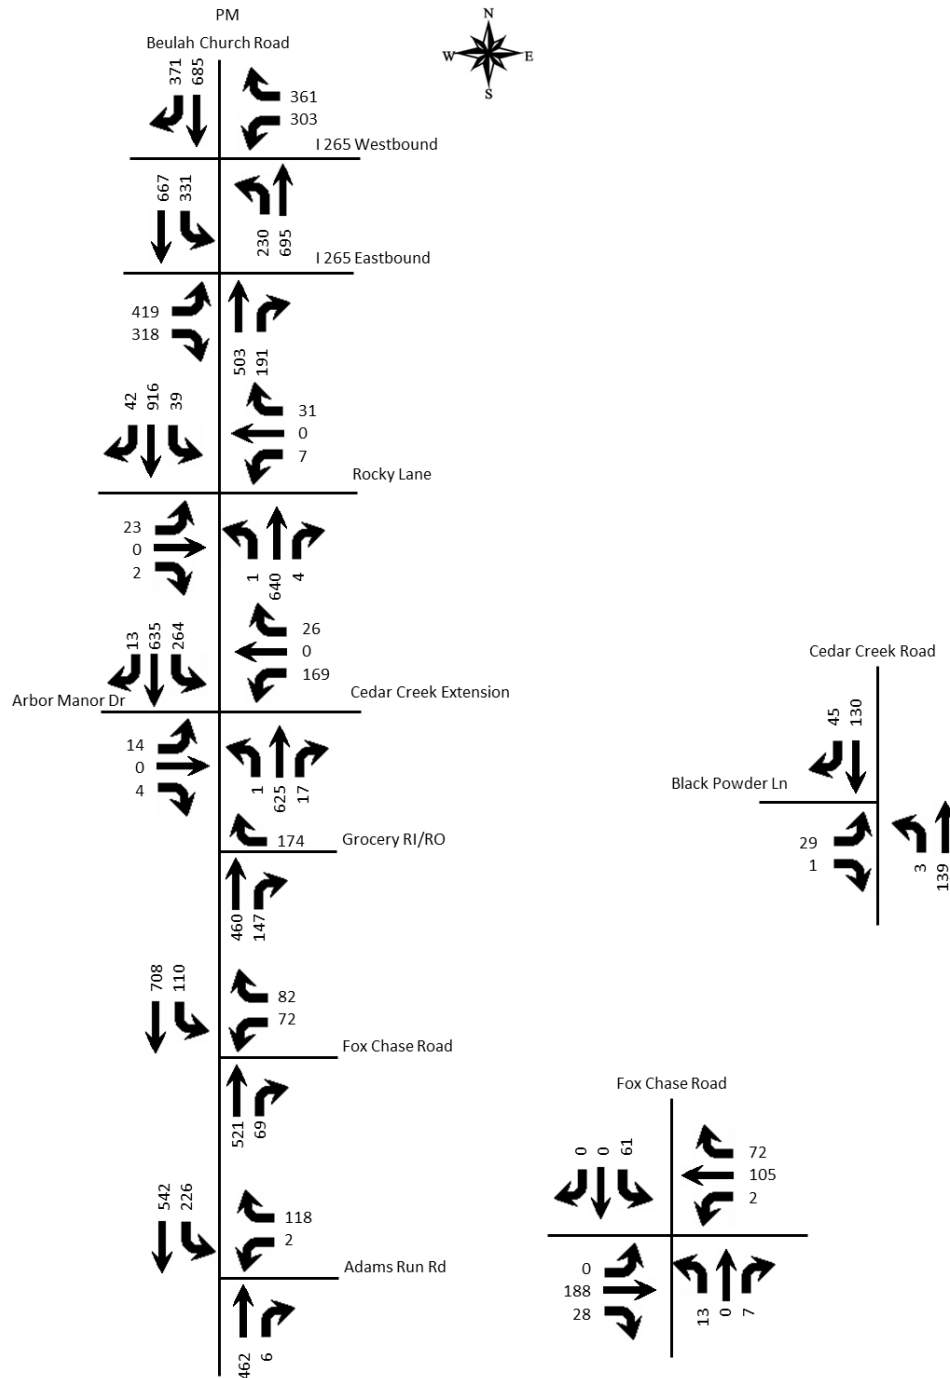 PM
Beulah Church Road
N
W E
S
371 685
361
303
I 265 Westbound
667 331
230 695
I 265 Eastbound
419
318
503 191
42 916 39
31
0
7
Rocky Lane
23
0
2
1 640 4
13 635 264
26
0
169
Arbor Manor Dr
Cedar Creek Extension
14
0
4
1 625 17
174
Grocery RI/RO
460 147
708 110
82
72
Fox Chase Road
521 69
542 226
118
2
Adams Run Rd
462 6
Cedar Creek Road
45 130
Black Powder Ln
29
1
3 139
Fox Chase Road
0 0 61
72
105
2
0
188
28
13 0 7